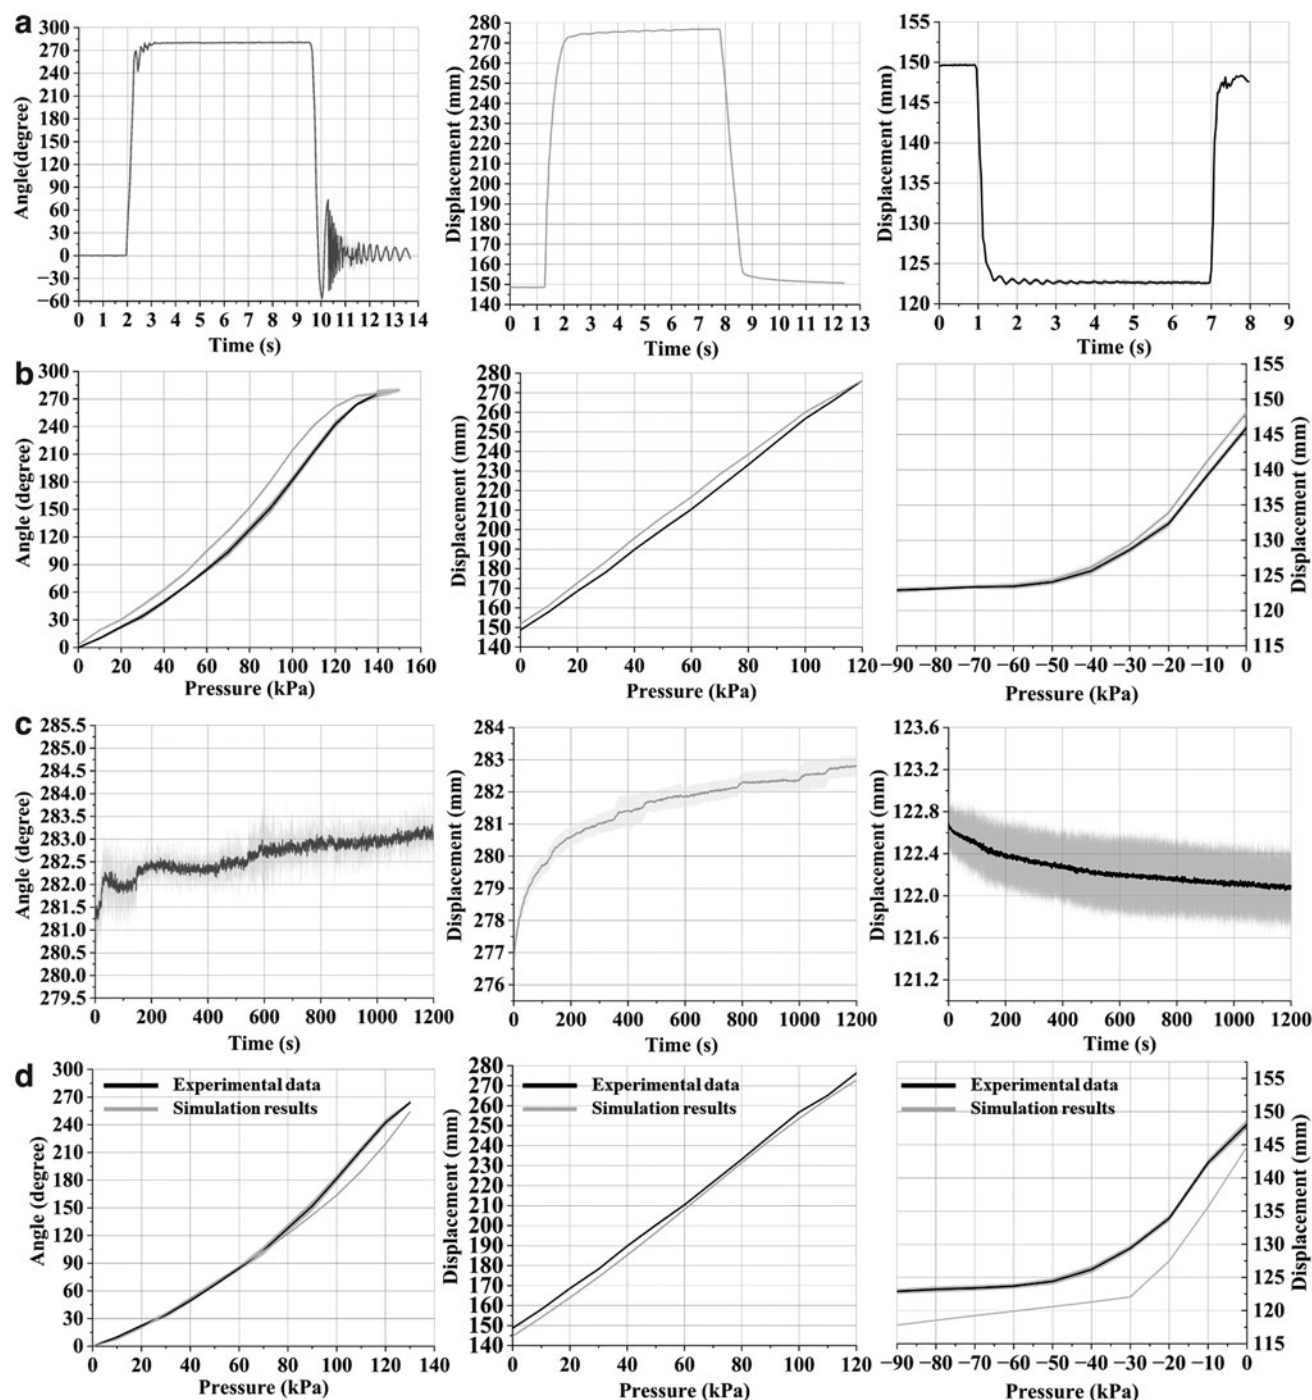 a
Angle(degree)
300
270
240
210
180
150
120
90
60
30
0
−30
−60
0 1 2 3 4 5 6 7 8 9 10 11 12 13 14
Time (s)
Displacement (mm)
280
270
260
250
240
230
220
210
200
190
180
170
160
150
140
0 1 2 3 4 5 6 7 8 9 10 11 12 13
Time (s)
Displacement (mm)
155
150
145
140
135
130
125
120
0 1 2 3 4 5 6 7 8 9
Time (s)
b
Angle (degree)
300
270
240
210
180
150
120
90
60
30
0
0 20 40 60 80 100 120 140 160
Pressure (kPa)
Displacement (mm)
280
270
260
250
240
230
220
210
200
190
180
170
160
150
140
0 20 40 60 80 100 120
Pressure (kPa)
155
150
145
140
135
130
125
120
115
Displacement (mm)
−90 −80 −70 −60 −50 −40 −30 −20 −10 0
Pressure (kPa)
c
Angle (degree)
285.5
285.0
284.5
284.0
283.5
283.0
282.5
282.0
281.5
281.0
280.5
280.0
279.5
0 200 400 600 800 1000 1200
Time (s)
Displacement (mm)
284
283
282
281
280
279
278
277
276
0 200 400 600 800 1000 1200
Time (s)
Displacement (mm)
123.6
123.2
122.8
122.4
122.0
121.6
121.2
0 200 400 600 800 1000 1200
Time (s)
d
Angle (degree)
300
270
240
210
180
150
120
90
60
30
0
Experimental data
Simulation results
0 20 40 60 80 100 120 140
Pressure (kPa)
Displacement (mm)
280
270
260
250
240
230
220
210
200
190
180
170
160
150
140
Experimental data
Simulation results
0 20 40 60 80 100 120
Pressure (kPa)
Experimental data
Simulation results
155
150
145
140
135
130
125
120
115
Displacement (mm)
−90 −80 −70 −60 −50 −40 −30 −20 −10 0
Pressure (kPa)